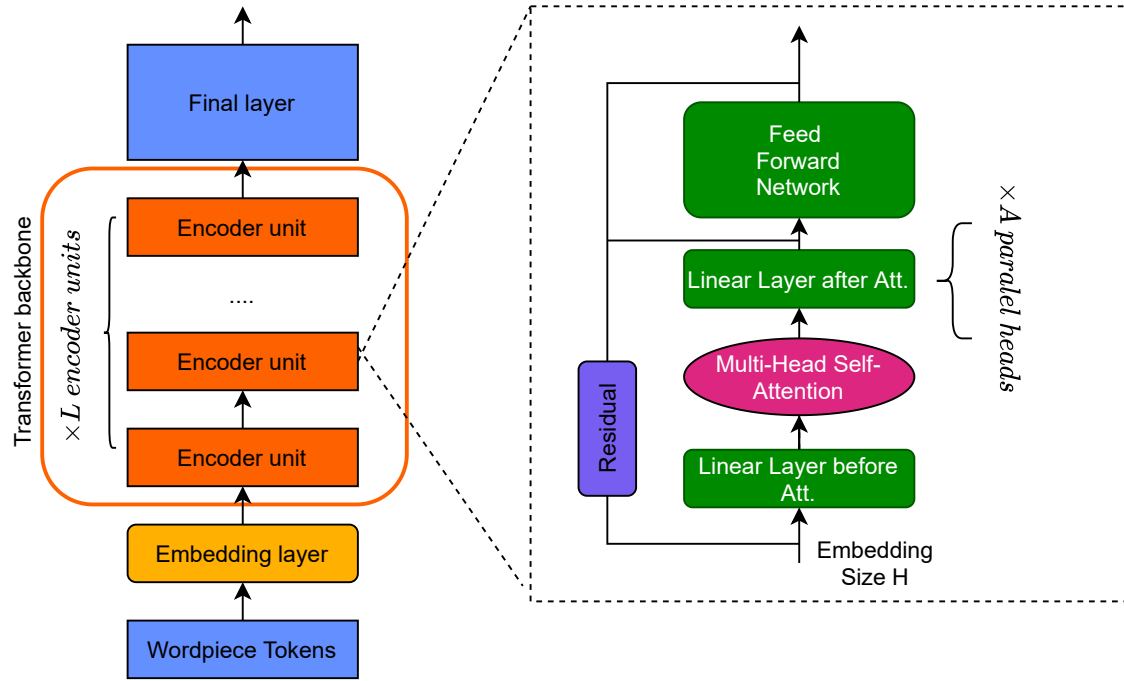 Final layer
Transformer backbone
×L encoder units
Encoder unit
....
Encoder unit
Encoder unit
Embedding layer
Wordpiece Tokens
Feed
Forward
Network
Linear Layer after Att.
×A paralel heads
Multi-Head Self-
Attention
Residual
Linear Layer before
Att.
Embedding
Size H